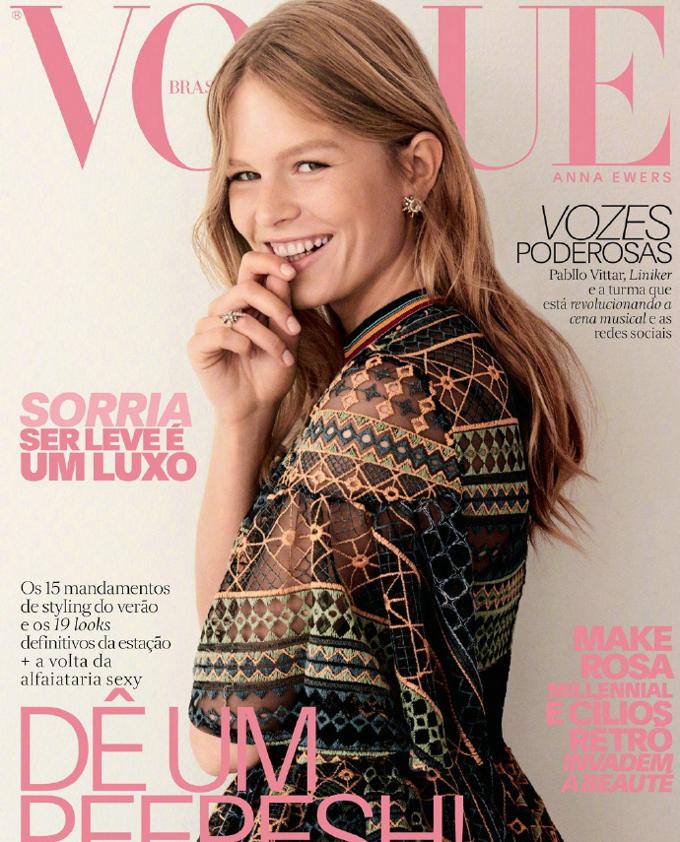 ®
VOGUE
BRAS
ANNA EWERS
VOZES
PODEROSAS
Pabllo Vittar, Liniker
e a turma que
está revolucionando a
cena musical e as
redes sociais
SORRIA
SER LEVE É
UM LUXO
Os 15 mandamentos
de styling do verão
e os 19 looks
definitivos da estação
+ a volta da
alfaiataria sexy
DÊ UM
REFRESH!
MAKE
ROSA
MILLENNIAL
E CÍLIOS
RETRÔ
INVADEM
A BEAUTÉ